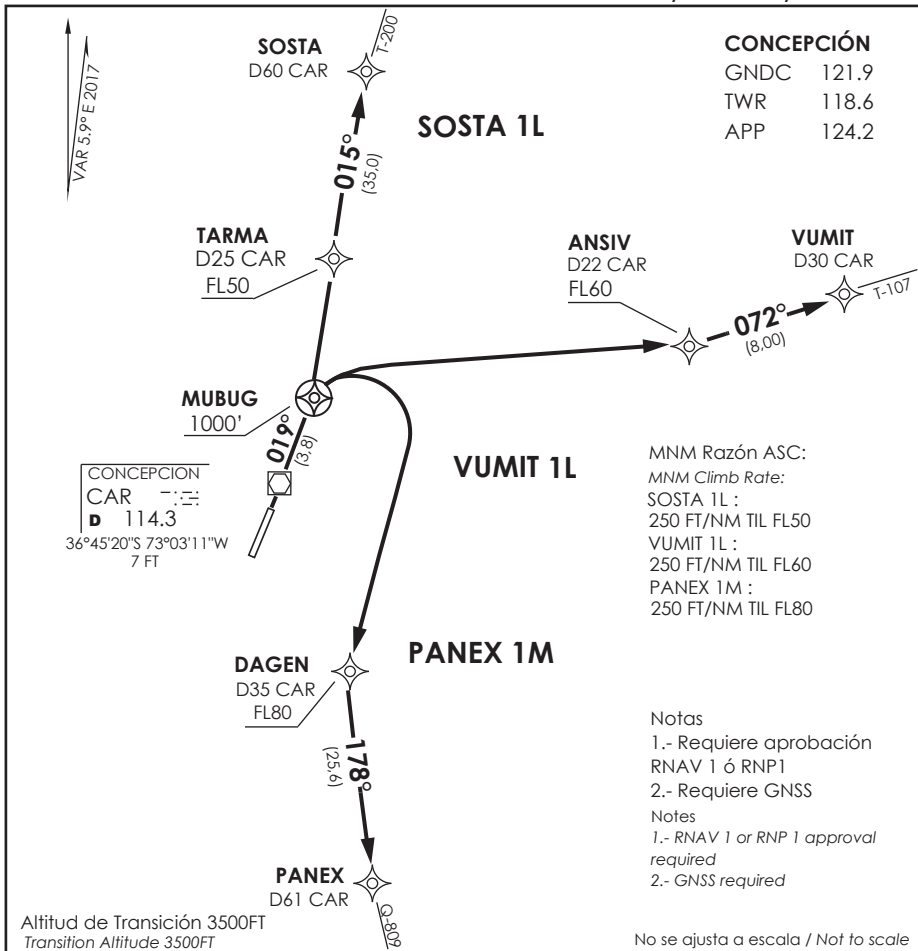 SOSTA
D60 CAR
T-200
CONCEPCIÓN
GNDC 121.9
TWR 118.6
APP 124.2
VAR 5.9° E 2017
SOSTA 1L
015°
(35,0)
TARMA
D25 CAR
FL50
ANSIV
D22 CAR
FL60
VUMIT
D30 CAR
T-107
072°
(8,00)
MUBUG
1000'
019°
(3,8)
CONCEPCION
CAR
D 114.3
36°45'20"S 73°03'11"W
7 FT
VUMIT 1L
MNM Razón ASC:
MNM Climb Rate:
SOSTA 1L :
250 FT/NM TIL FL50
VUMIT 1L :
250 FT/NM TIL FL60
PANEX 1M :
250 FT/NM TIL FL80
DAGEN
D35 CAR
FL80
PANEX 1M
178°
(25,6)
Notas
1.- Requiere aprobación
RNAV 1 ó RNP1
2.- Requiere GNSS
Notes
1.- RNAV 1 or RNP 1 approval
required
2.- GNSS required
PANEX
D61 CAR
Q-809
Altitud de Transición 3500FT
Transition Altitude 3500FT
No se ajusta a escala / Not to scale